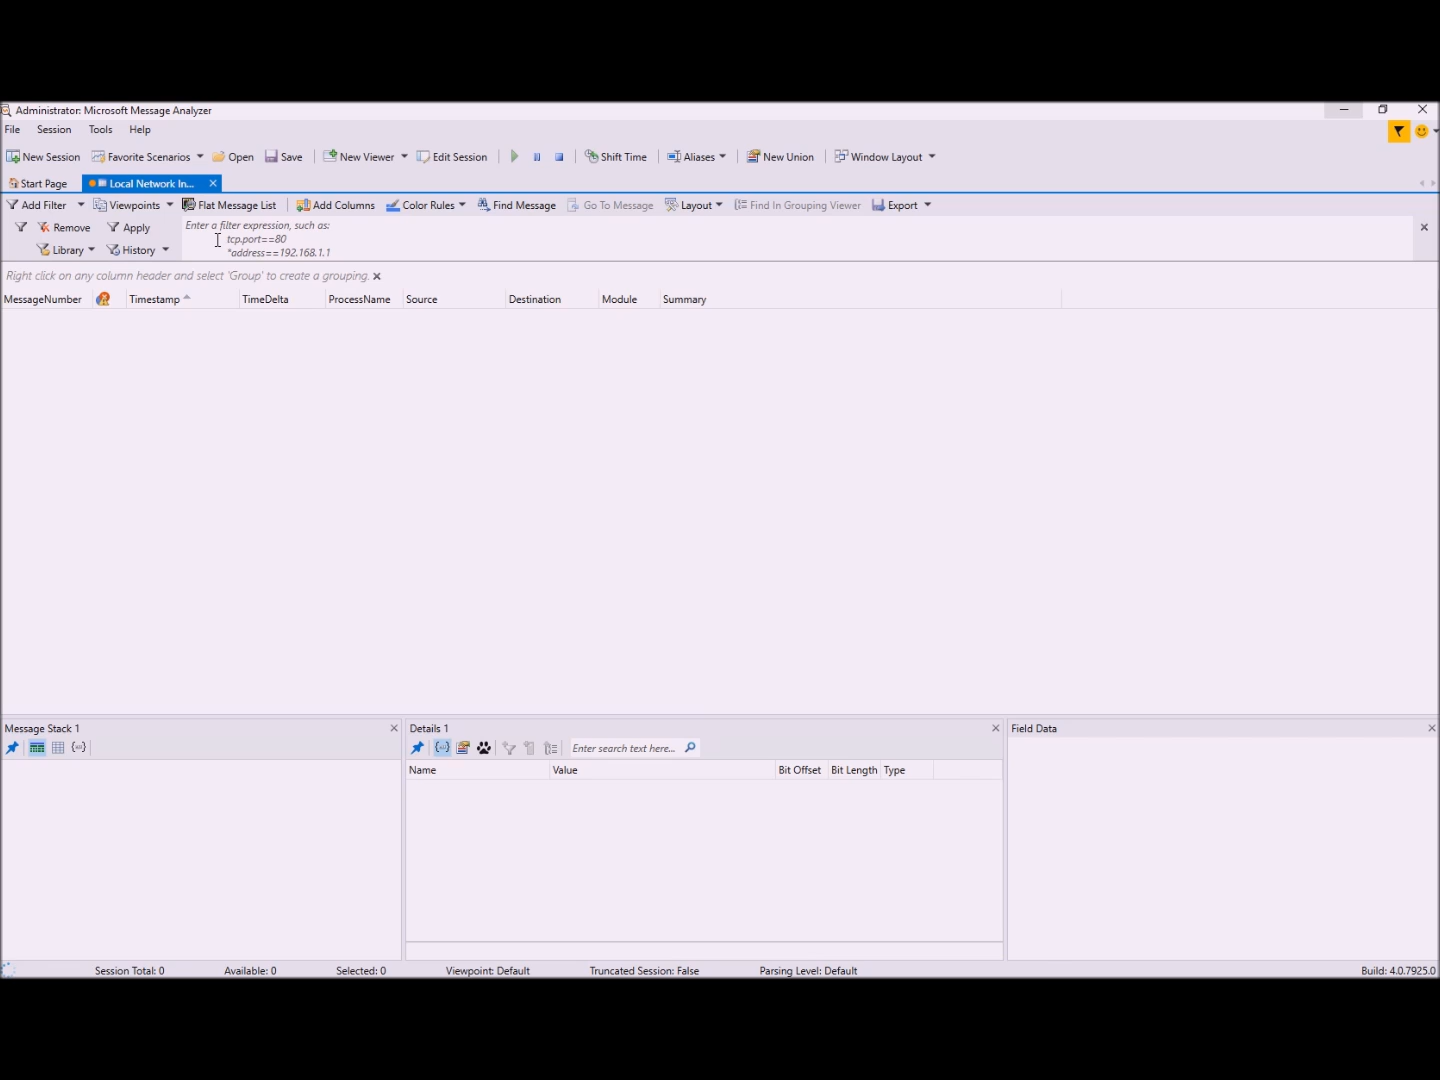 Administrator: Microsoft Message Analyzer
File Session Tools Help
New Session Favorite Scenarios Open Save New Viewer Edit Session Shift Time Aliases New Union Window Layout
Start Page Local Network In...
Add Filter Viewpoints Flat Message List Add Columns Color Rules Find Message Go To Message Layout Find In Grouping Viewer Export
Remove Apply Enter a filter expression, such as:
tcp.port==80
Library History *address==192.168.1.1
Right click on any column header and select 'Group' to create a grouping.
MessageNumber Timestamp TimeDelta ProcessName Source Destination Module Summary
Message Stack 1 Details 1 Field Data
Enter search text here...
Name Value Bit Offset Bit Length Type
Session Total: 0 Available: 0 Selected: 0 Viewpoint: Default Truncated Session: False Parsing Level: Default Build: 4.0.7925.0